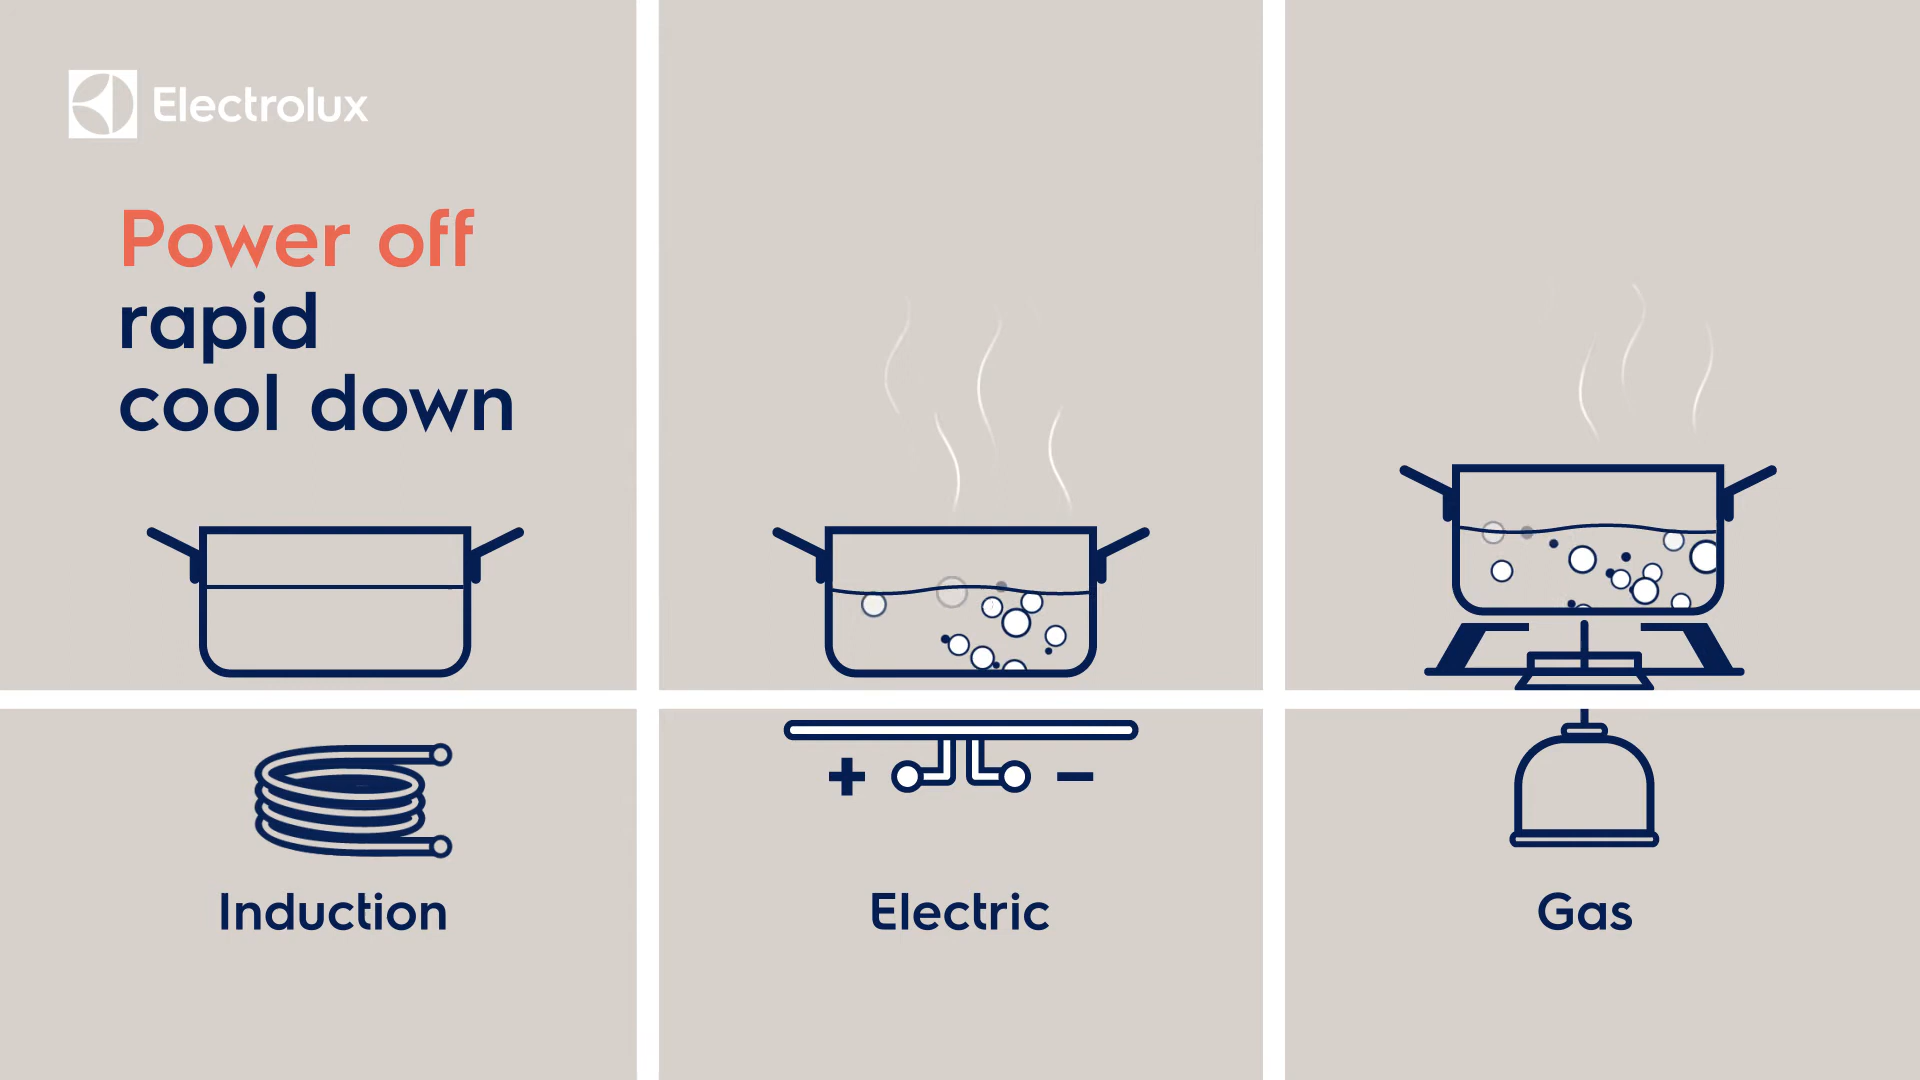 Electrolux
Power off
rapid
cool down
+ −
Induction
Electric
Gas